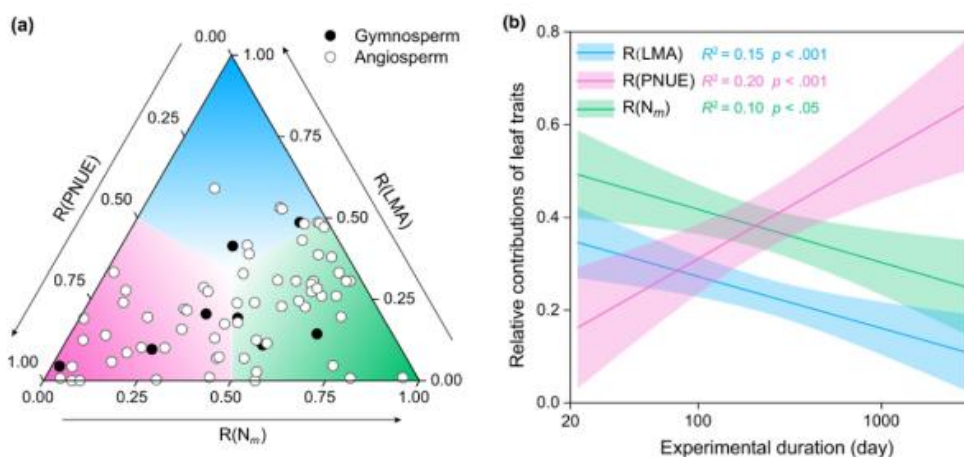 (a)
Gymnosperm
Angiosperm
0.00
1.00
0.25
0.75
R(PNUE)
R(LMA)
0.50
0.50
0.75
0.25
1.00
0.00
0.00
0.25
0.50
0.75
1.00
R(Nm)
(b)
0.8
R(LMA) R² = 0.15 p < .001
R(PNUE) R² = 0.20 p < .001
R(Nm) R² = 0.10 p < .05
0.6
0.4
0.2
0.0
Relative contributions of leaf traits
20
100
1000
Experimental duration (day)